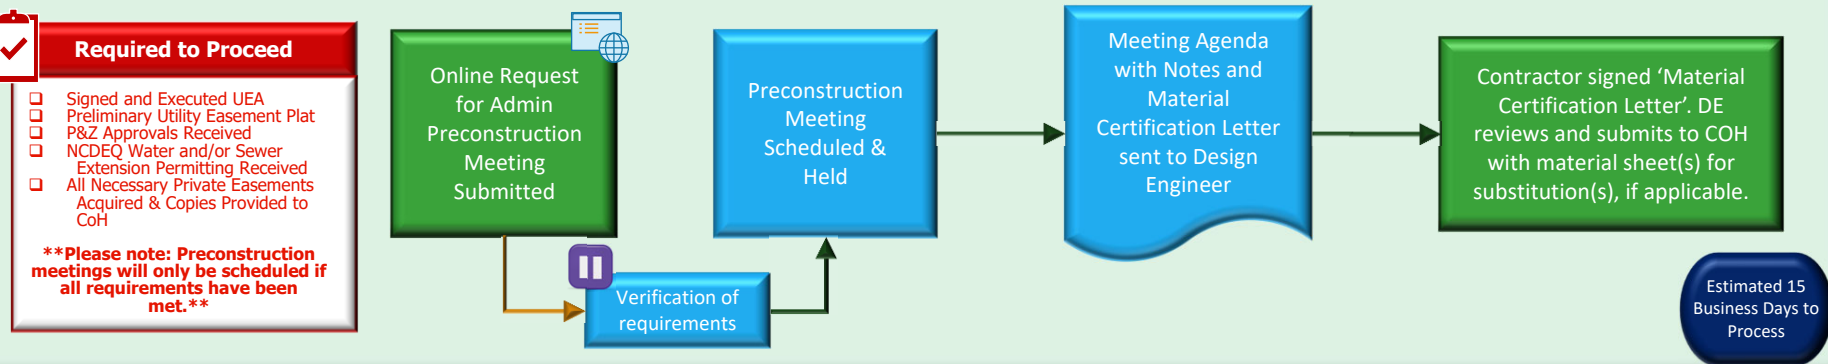 Required to Proceed
❑ Signed and Executed UEA
❑ Preliminary Utility Easement Plat
❑ P&Z Approvals Received
❑ NCDEQ Water and/or Sewer
Extension Permitting Received
❑ All Necessary Private Easements
Acquired & Copies Provided to
CoH
**Please note: Preconstruction
meetings will only be scheduled if
all requirements have been
met.**
Online Request
for Admin
Preconstruction
Meeting
Submitted
Verification of
requirements
Preconstruction
Meeting
Scheduled &
Held
Meeting Agenda
with Notes and
Material
Certification Letter
sent to Design
Engineer
Contractor signed ‘Material
Certification Letter’. DE
reviews and submits to COH
with material sheet(s) for
substitution(s), if applicable.
Estimated 15
Business Days to
Process